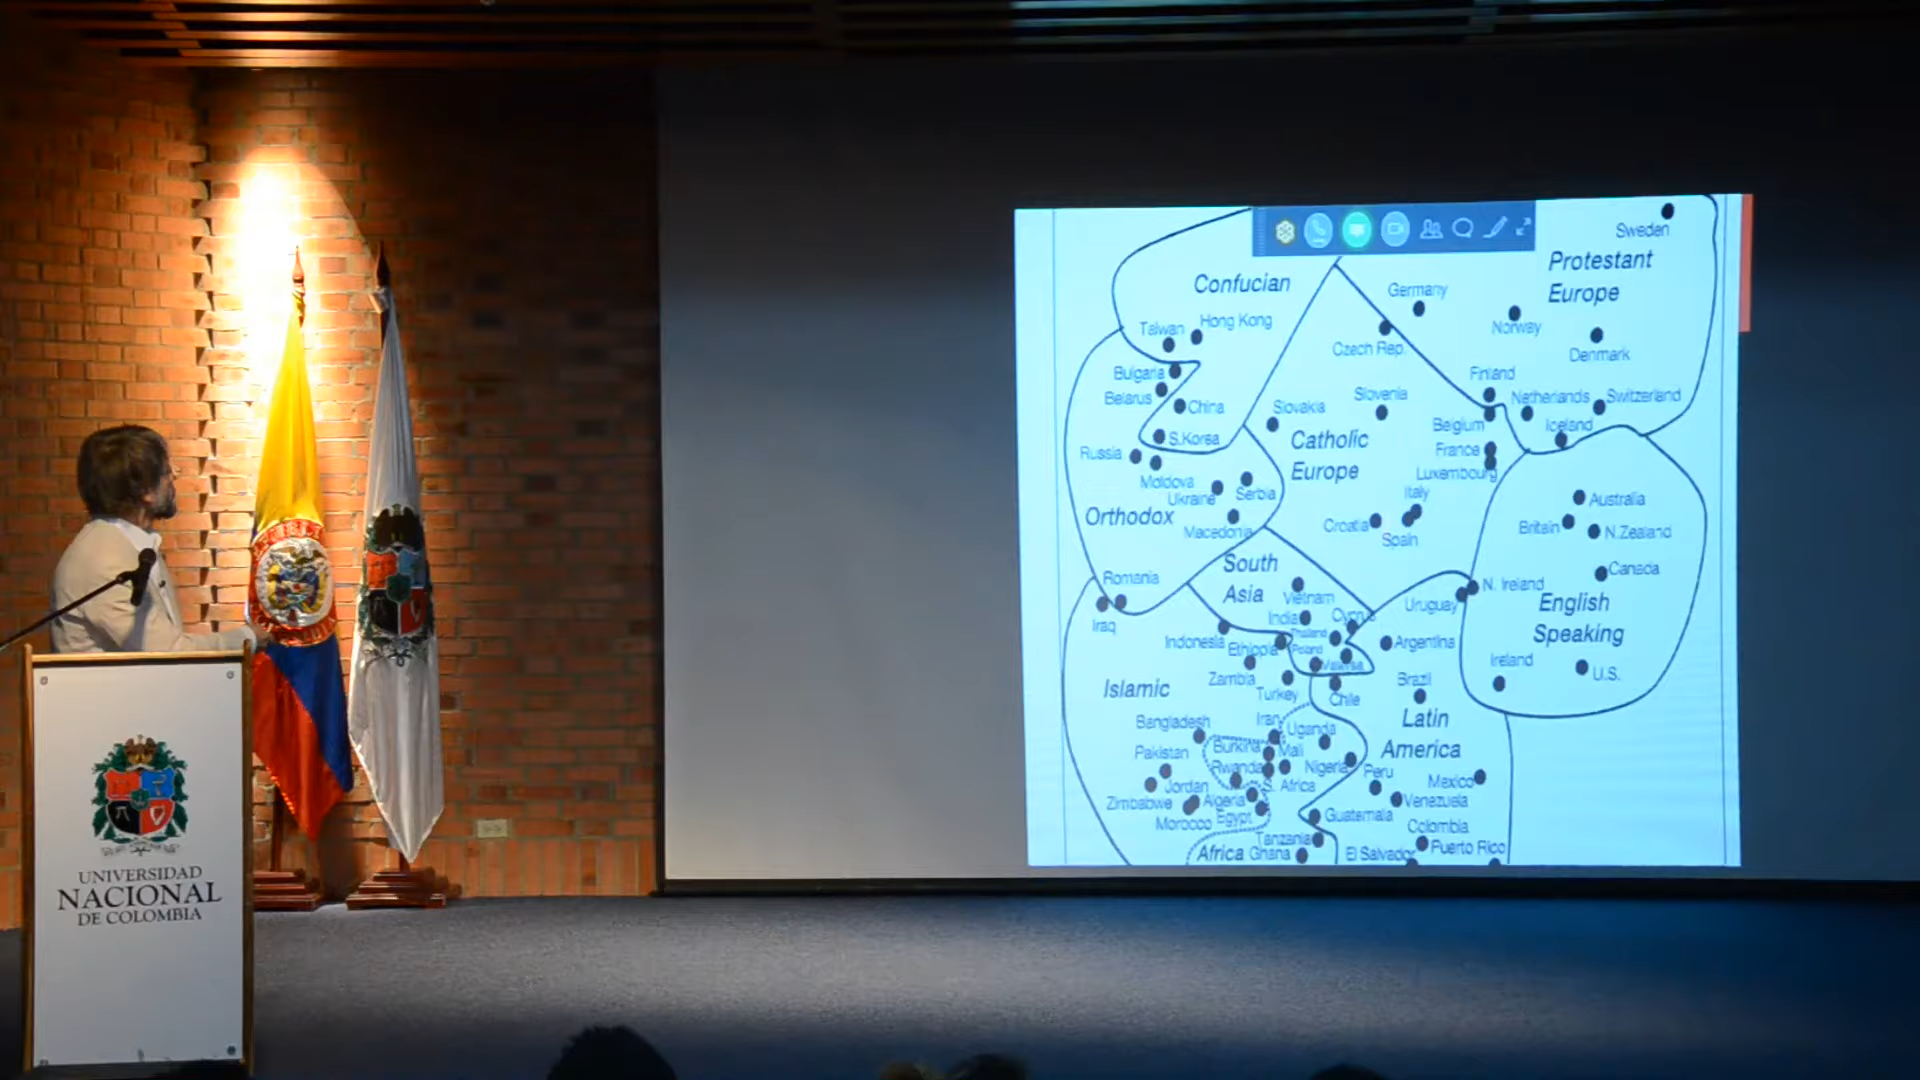 UNIVERSIDAD
NACIONAL
DE COLOMBIA
Sweden
Protestant
Europe
Confucian
Germany
Norway
Taiwan
Hong Kong
Czech Rep.
Denmark
Bulgaria
Finland
Belarus
China
Slovakia
Slovenia
Netherlands
Switzerland
Belgium
Iceland
S.Korea
Catholic
Europe
France
Russia
Luxembourg
Moldova
Ukraine
Serbia
Italy
Australia
Orthodox
Macedonia
Croatia
Spain
Britain
N.Zealand
South
Asia
Romania
Vietnam
Canada
N. Ireland
Uruguay
English
Speaking
Iraq
India
Cyprus
Indonesia
Ethiopia
Thailand
Poland
Malaysia
Argentina
Ireland
U.S.
Zambia
Turkey
Chile
Brazil
Islamic
Latin
America
Bangladesh
Iran
Uganda
Pakistan
Burkina
Mali
Rwanda
Nigeria
Peru
Mexico
Jordan
S. Africa
Zimbabwe
Algeria
Venezuela
Morocco
Egypt
Guatemala
Colombia
Tanzania
Africa
Ghana
El Salvador
Puerto Rico